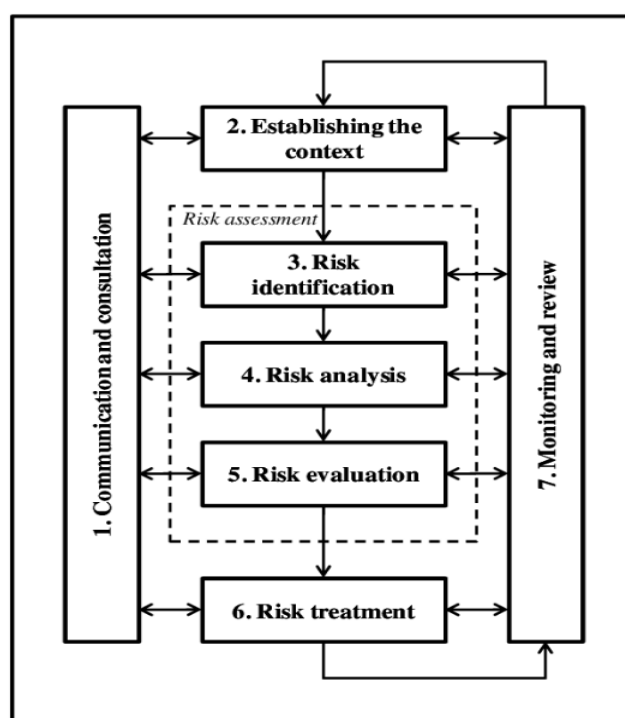 2. Establishing the
context
Risk assessment
3. Risk
identification
4. Risk analysis
5. Risk evaluation
6. Risk treatment
1. Communication and consultation
7. Monitoring and review